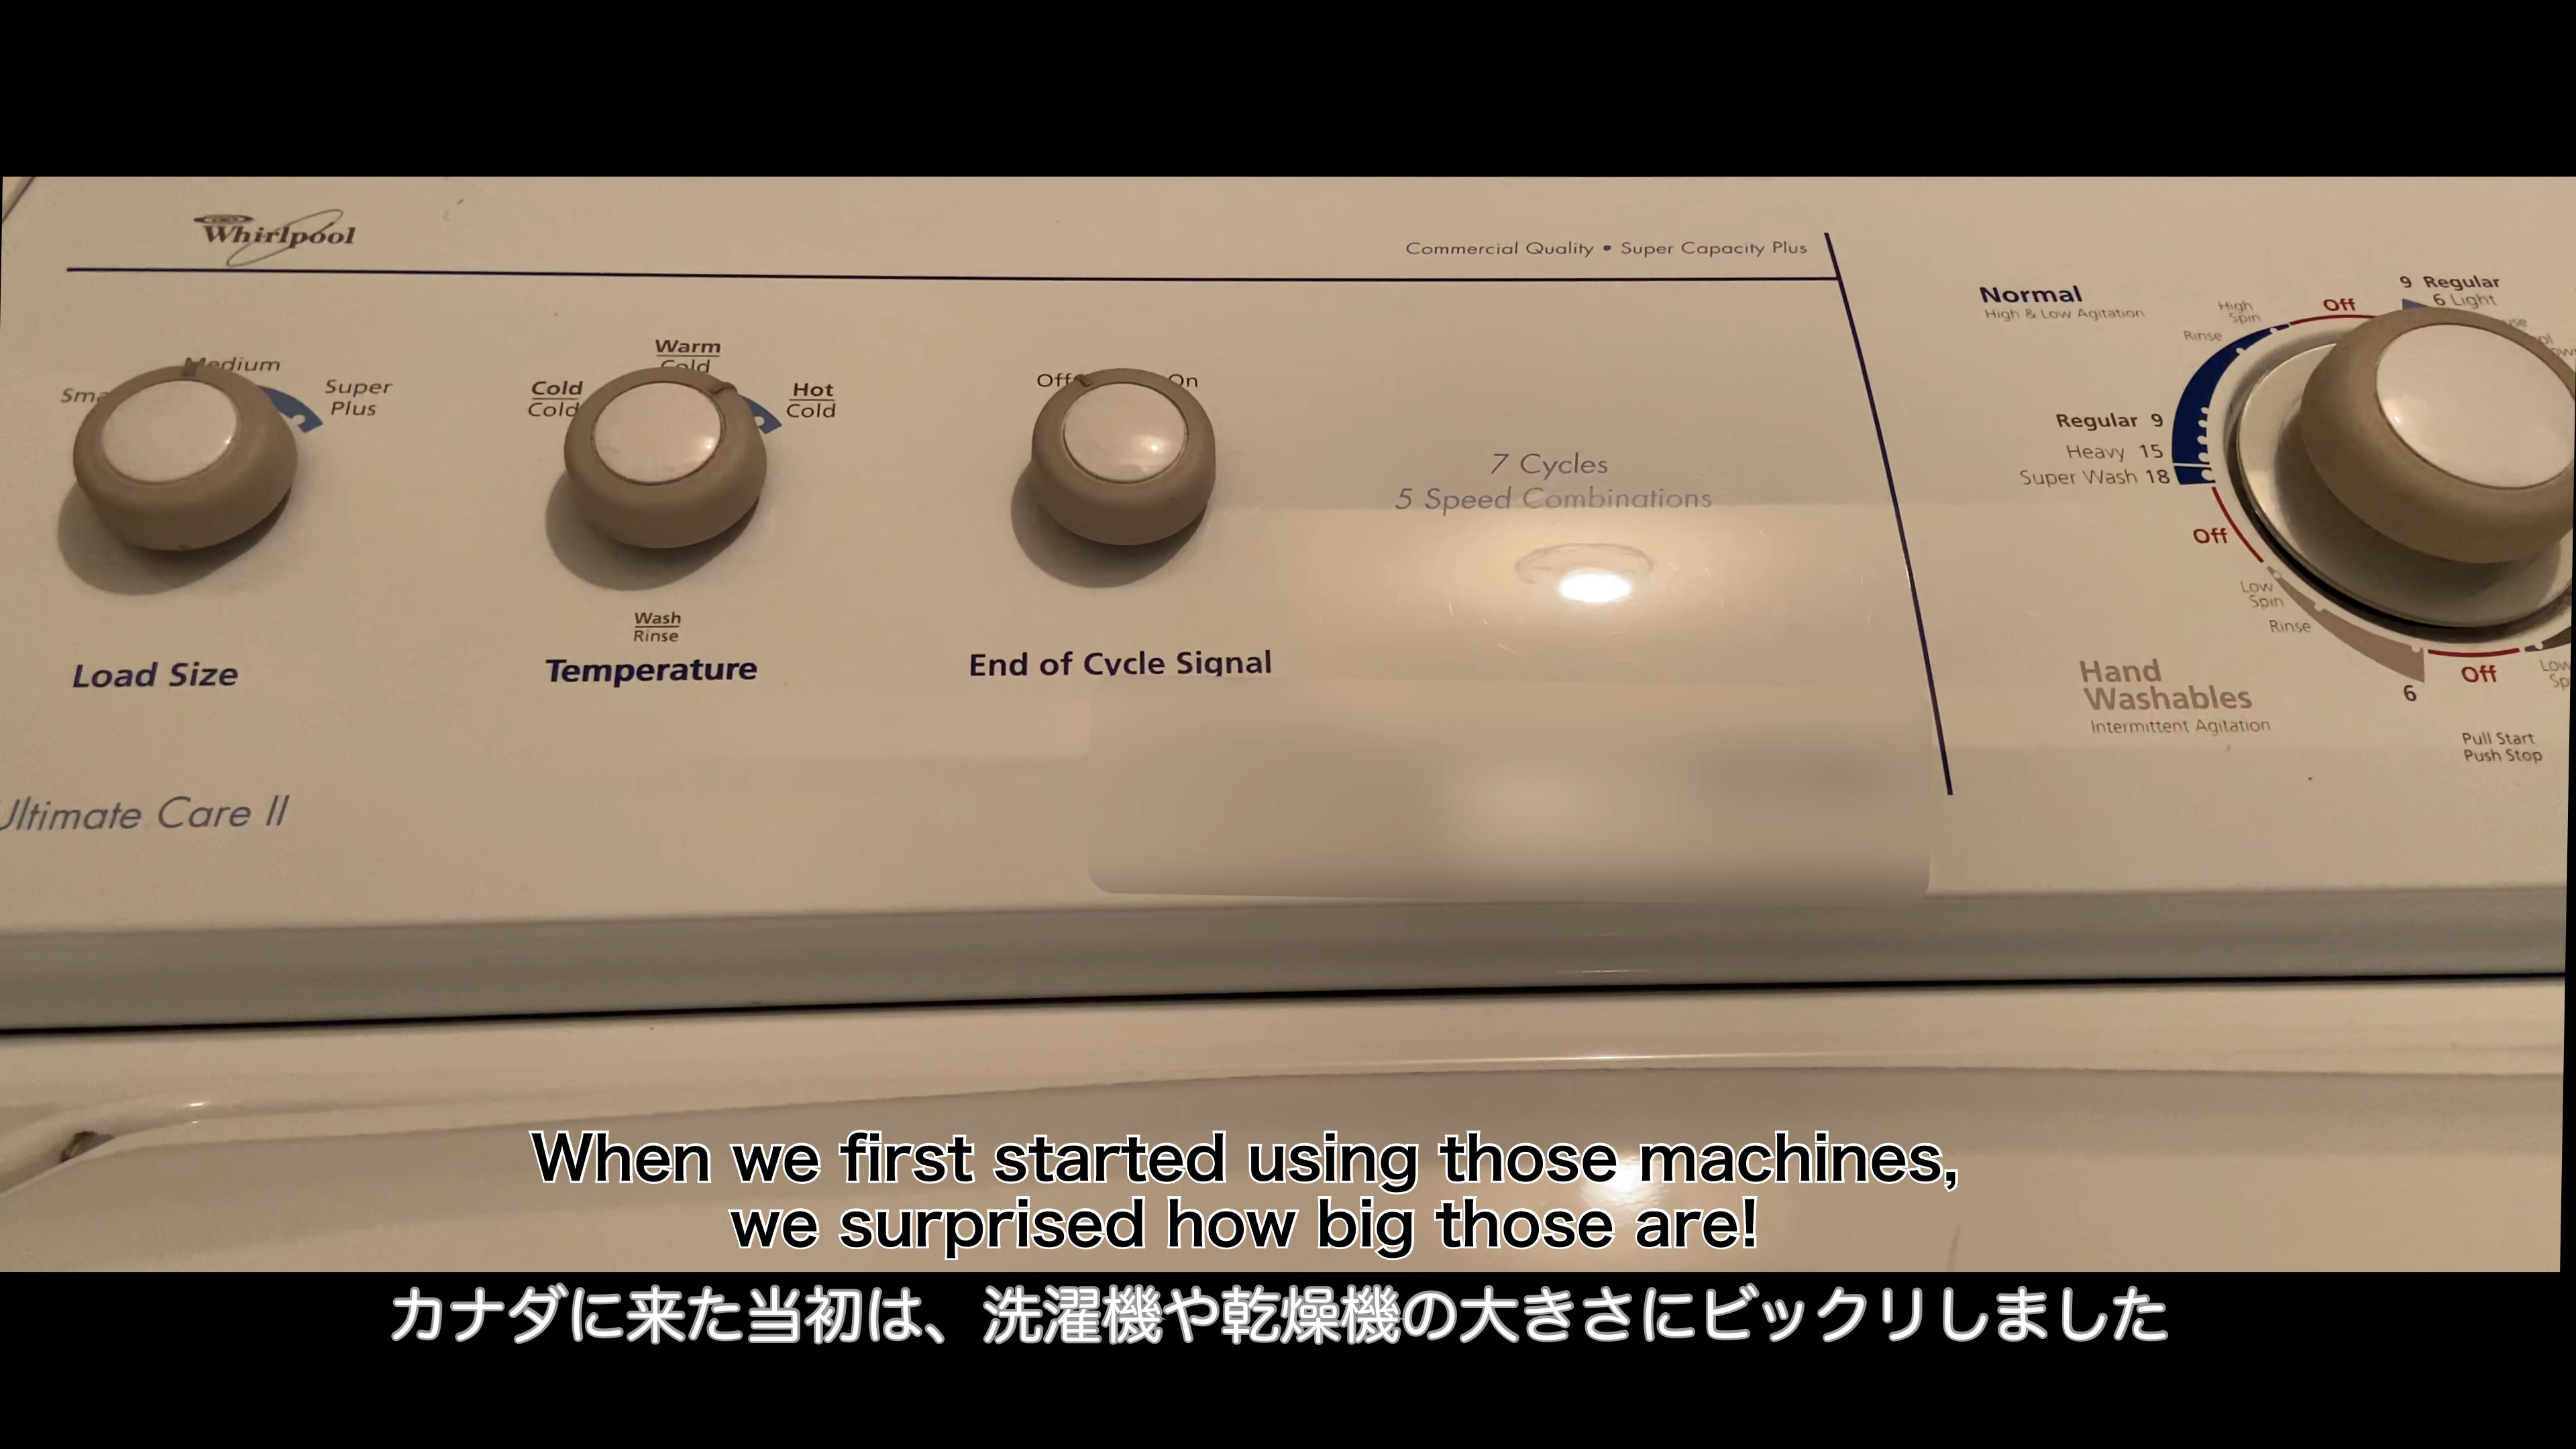 Whirlpool
Commercial Quality • Super Capacity Plus
Medium
Super
Plus
Load Size
Warm
Cold
Cold
Cold
Hot
Cold
Wash
Rinse
Temperature
Off
On
End of Cycle Signal
7 Cycles
5 Speed Combinations
Normal
High & Low Agitation
High
Spin
Rinse
Off
9 Regular
6 Light
Regular 9
Heavy 15
Super Wash 18
Off
Low
Spin
Rinse
Hand
Washables
Intermittent Agitation
6
Off
Low
Pull Start
Push Stop
Ultimate Care II
When we first started using those machines,
we surprised how big those are!
カナダに来た当初は、洗濯機や乾燥機の大きさにビックリしました